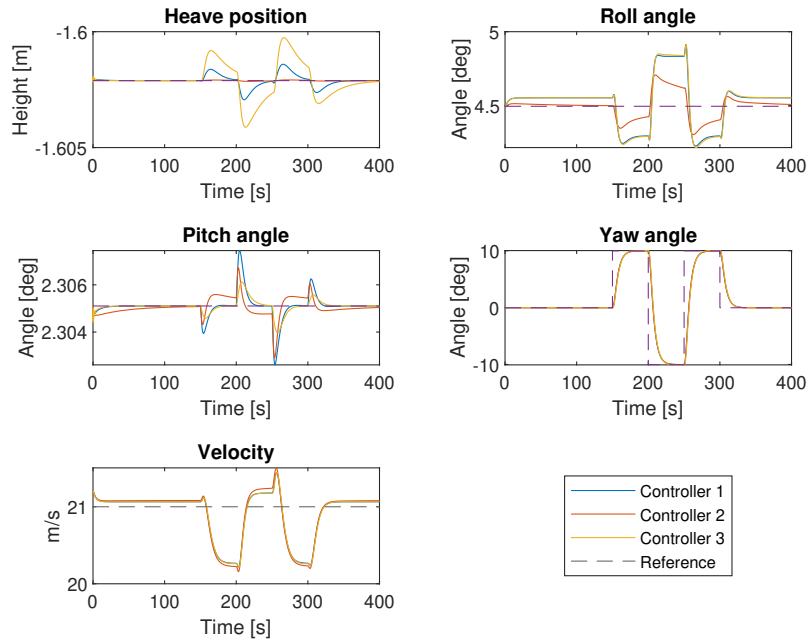 Heave position
-1.6
Height [m]
-1.605
0 100 200 300 400
Time [s]
Roll angle
5
Angle [deg]
4.5
0 100 200 300 400
Time [s]
Pitch angle
2.306
Angle [deg]
2.304
0 100 200 300 400
Time [s]
Yaw angle
10
Angle [deg]
0
-10
0 100 200 300 400
Time [s]
Velocity
21
m/s
20
0 100 200 300 400
Time [s]
Controller 1
Controller 2
Controller 3
Reference